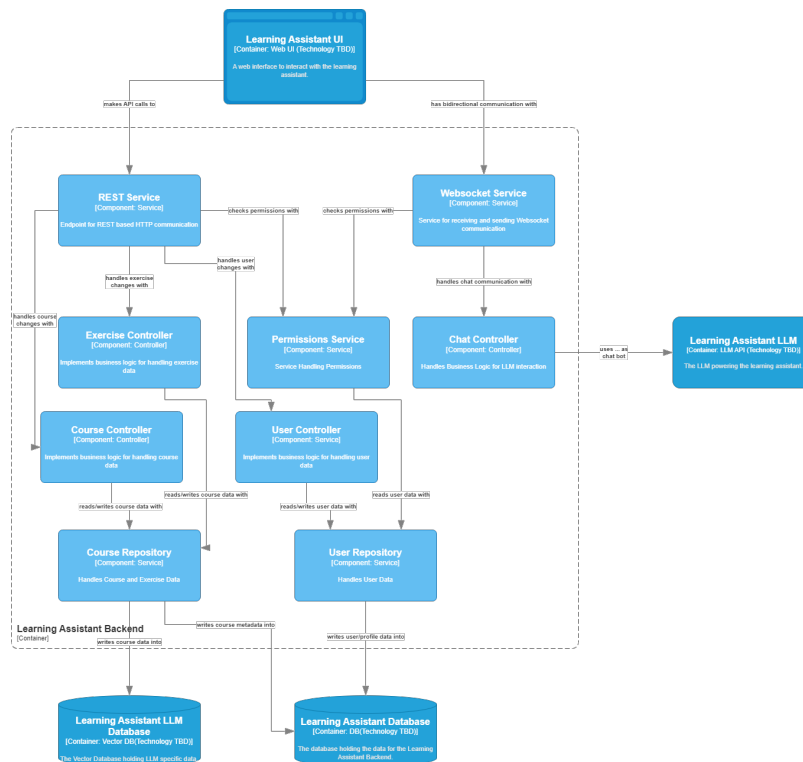 Learning Assistant UI
[Container: Web UI (Technology TBD)]
A web interface to interact with the learning
assistant.
makes API calls to
has bidirectional communication with
REST Service
[Component: Service]
Endpoint for REST based HTTP communication
Websocket Service
[Component: Service]
Service for receiving and sending Websocket
communication
checks permissions with
checks permissions with
handles user
changes with
handles exercise
changes with
handles chat communication with
handles course
changes with
Exercise Controller
[Component: Controller]
Implements business logic for handling exercise
data
Permissions Service
[Component: Service]
Service Handling Permissions
Chat Controller
[Component: Controller]
Handles Business Logic for LLM interaction
uses ... as
chat bot
Learning Assistant LLM
[Container: LLM API (Technology TBD)]
The LLM powering the learning assistant
Course Controller
[Component: Controller]
Implements business logic for handling course
data
User Controller
[Component: Service]
Implements business logic for handling user
data
reads/writes course data with
reads user data with
reads/writes course data with
reads/writes user data with
Course Repository
[Component: Service]
Handles Course and Exercise Data
User Repository
[Component: Service]
Handles User Data
writes course metadata into
Learning Assistant Backend
[Container]
writes course data into
writes user/profile data into
Learning Assistant LLM
Database
[Container: Vector DB(Technology TBD)]
The Vector Database holding LLM specific data
Learning Assistant Database
[Container: DB(Technology TBD)]
The database holding the data for the Learning
Assistant Backend.